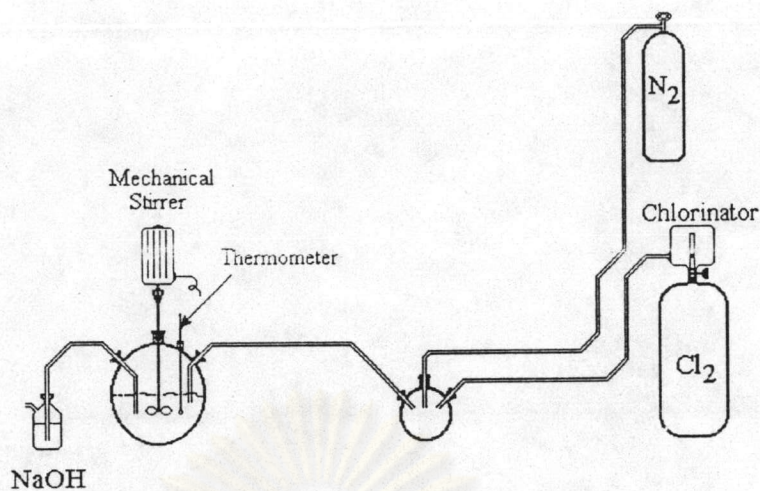 N2
Mechanical
Stirrer
Chlorinator
Thermometer
Cl2
NaOH